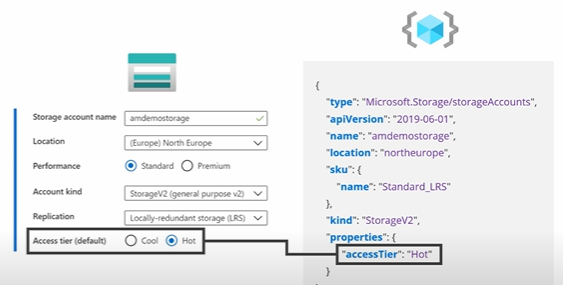 Storage account name amdemostorage
Location (Europe) North Europe
Performance Standard Premium
Account kind StorageV2 (general purpose v2)
Replication Locally-redundant storage (LRS)
Access tier (default) Cool Hot
{
"type": "Microsoft.Storage/storageAccounts",
"apiVersion": "2019-06-01",
"name": "amdemostorage",
"location": "northeurope",
"sku": {
"name": "Standard_LRS"
},
"kind": "StorageV2",
"properties": {
"accessTier": "Hot"
}